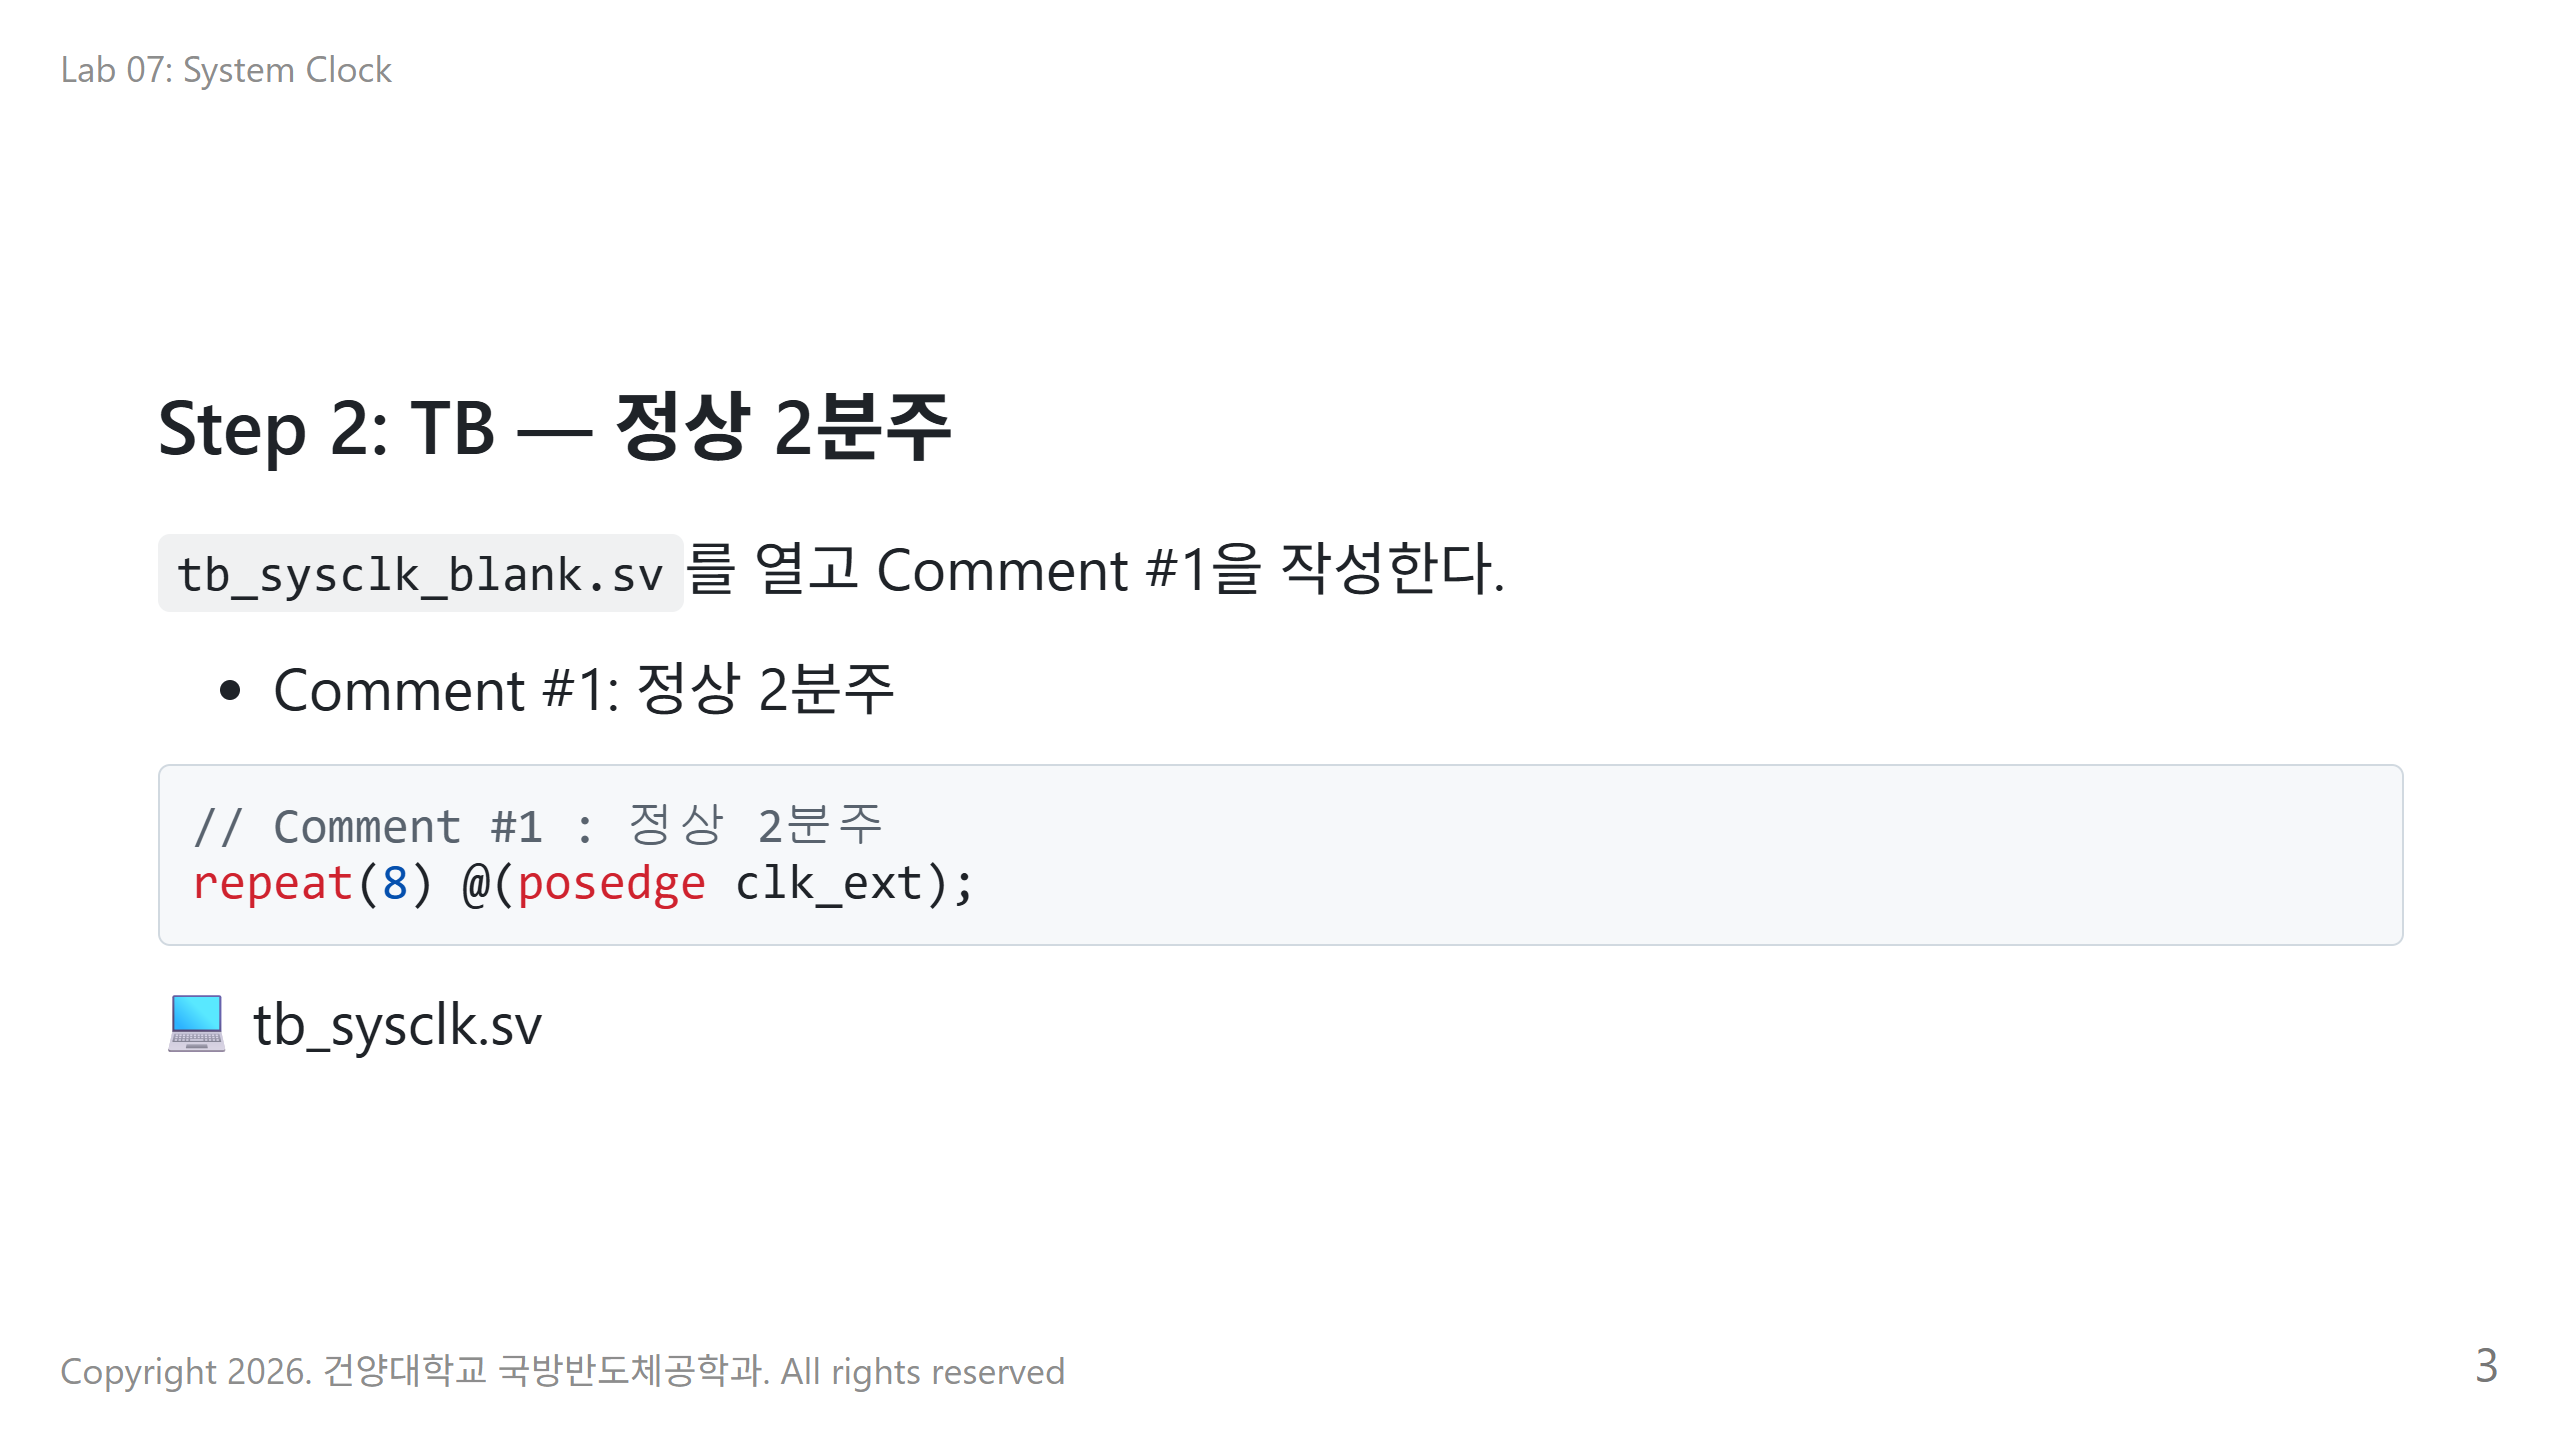 Lab 07: System Clock
Step 2: TB — 정상 2분주
tb_sysclk_blank.sv를 열고 Comment #1을 작성한다.
• Comment #1: 정상 2분주
// Comment #1 : 정상 2분주
repeat(8) @(posedge clk_ext);
💻 tb_sysclk.sv
Copyright 2026. 건양대학교 국방반도체공학과. All rights reserved
3